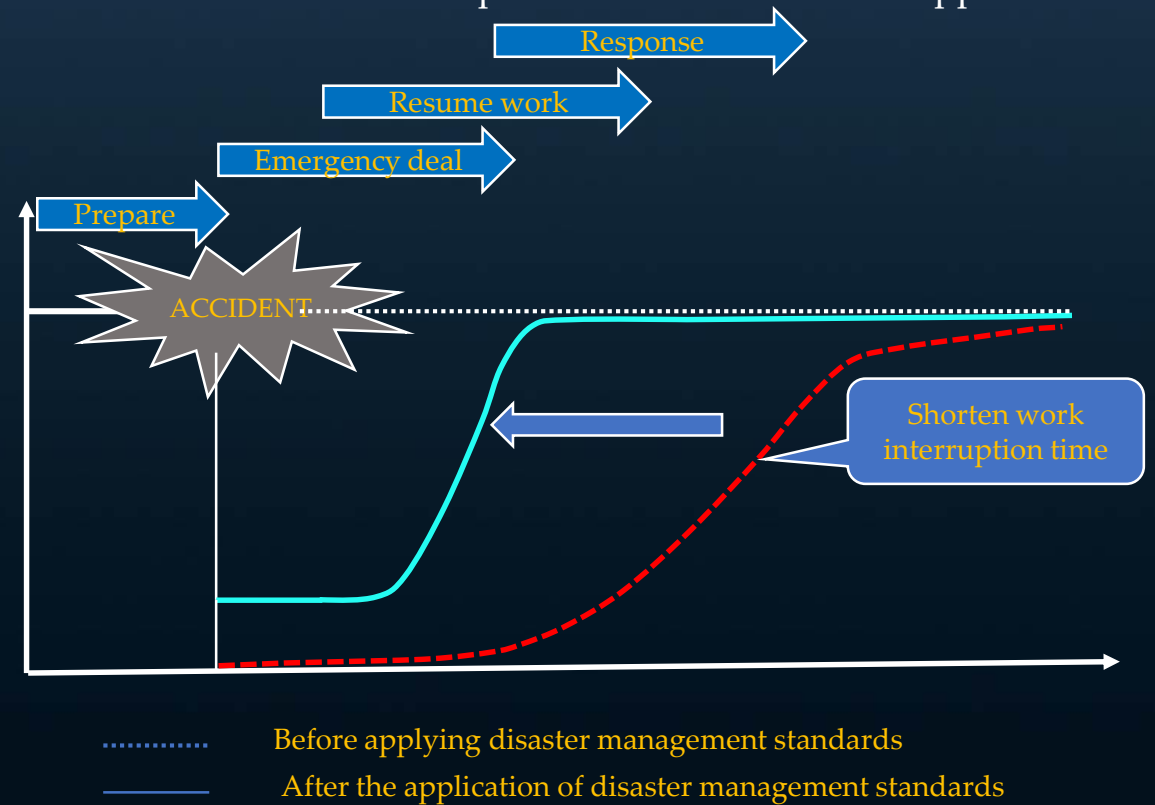 Response
Resume work
Emergency deal
Prepare
ACCIDENT
Shorten work
interruption time
Before applying disaster management standards
After the application of disaster management standards